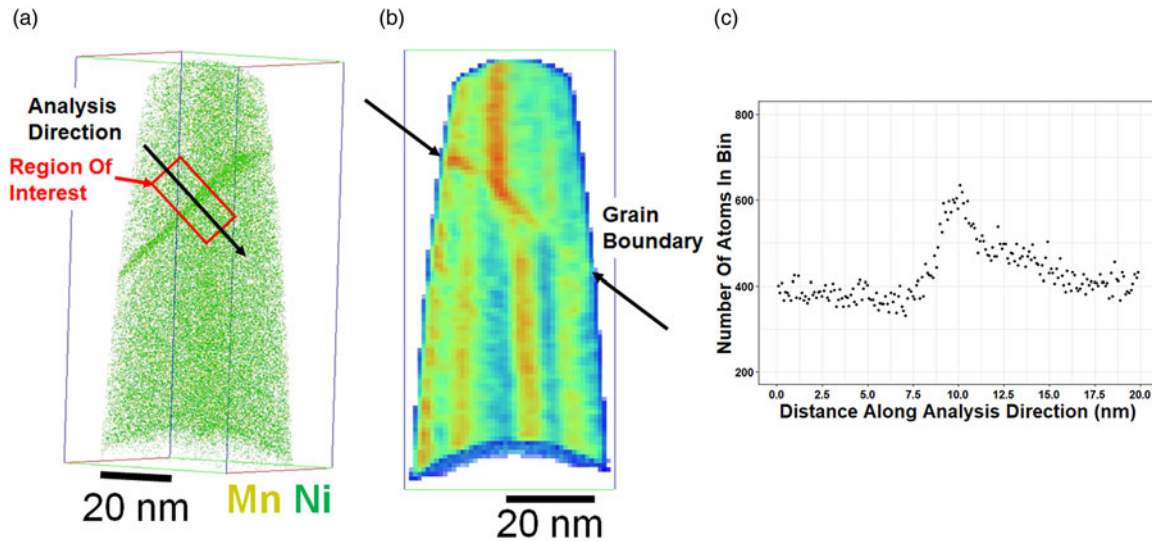 (a)
Analysis
Direction
Region Of
Interest
20 nm
Mn Ni
(b)
Grain
Boundary
20 nm
(c)
Number Of Atoms In Bin
800
600
400
200
0.0 2.5 5.0 7.5 10.0 12.5 15.0 17.5 20.0
Distance Along Analysis Direction (nm)